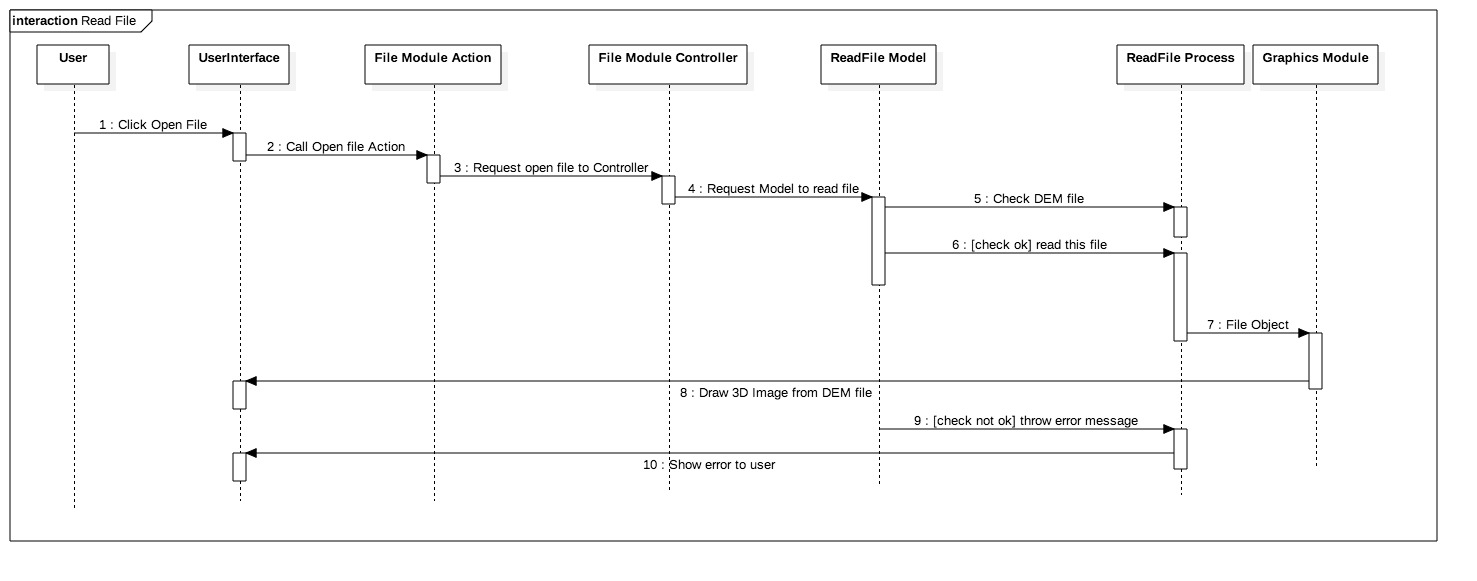 interaction Read File
User
UserInterface
File Module Action
File Module Controller
ReadFile Model
ReadFile Process
Graphics Module
1 : Click Open File
2 : Call Open file Action
3 : Request open file to Controller
4 : Request Model to read file
5 : Check DEM file
6 : [check ok] read this file
7 : File Object
8 : Draw 3D Image from DEM file
9 : [check not ok] throw error message
10 : Show error to user